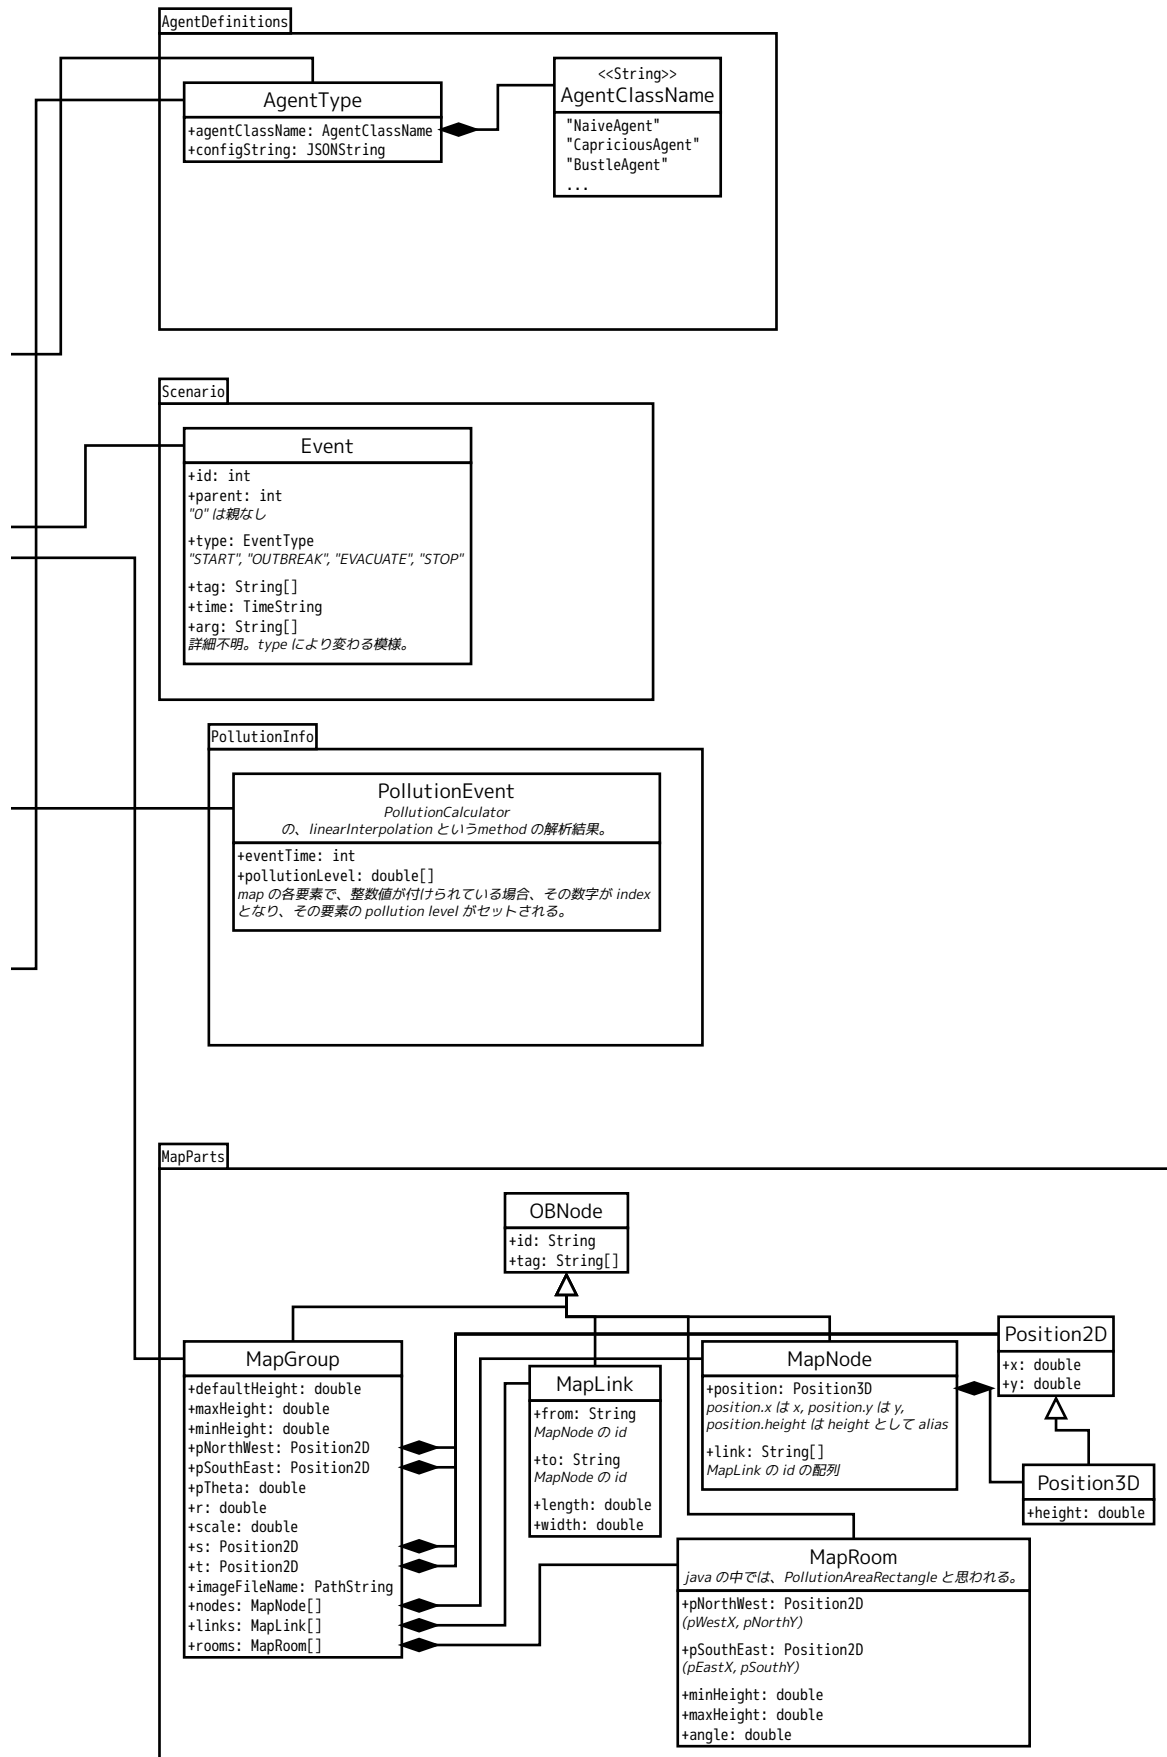 AgentDefinitions
AgentType
+agentClassName: AgentClassName
+configString: JSONString
<<String>>
AgentClassName
"NaiveAgent"
"CapriciousAgent"
"BustleAgent"
...
Scenario
Event
+id: int
+parent: int
"0" は親なし
+type: EventType
"START", "OUTBREAK", "EVACUATE", "STOP"
+tag: String[]
+time: TimeString
+arg: String[]
詳細不明。type により変わる模様。
PollutionInfo
PollutionEvent
PollutionCalculator
の、linearInterpolation というmethod の解析結果。
+eventTime: int
+pollutionLevel: double[]
map の各要素で、整数値が付けられている場合、その数字が index
となり、その要素の pollution level がセットされる。
MapParts
OBNode
+id: String
+tag: String[]
MapGroup
+defaultHeight: double
+maxHeight: double
+minHeight: double
+pNorthWest: Position2D
+pSouthEast: Position2D
+pTheta: double
+r: double
+scale: double
+s: Position2D
+t: Position2D
+imageFileName: PathString
+nodes: MapNode[]
+links: MapLink[]
+rooms: MapRoom[]
MapLink
+from: String
MapNode の id
+to: String
MapNode の id
+length: double
+width: double
MapNode
+position: Position3D
position.x は x, position.y は y,
position.height は height として alias
+link: String[]
MapLink の id の配列
Position2D
+x: double
+y: double
Position3D
+height: double
MapRoom
java の中では、PollutionAreaRectangle と思われる。
+pNorthWest: Position2D
(pWestX, pNorthY)
+pSouthEast: Position2D
(pEastX, pSouthY)
+minHeight: double
+maxHeight: double
+angle: double